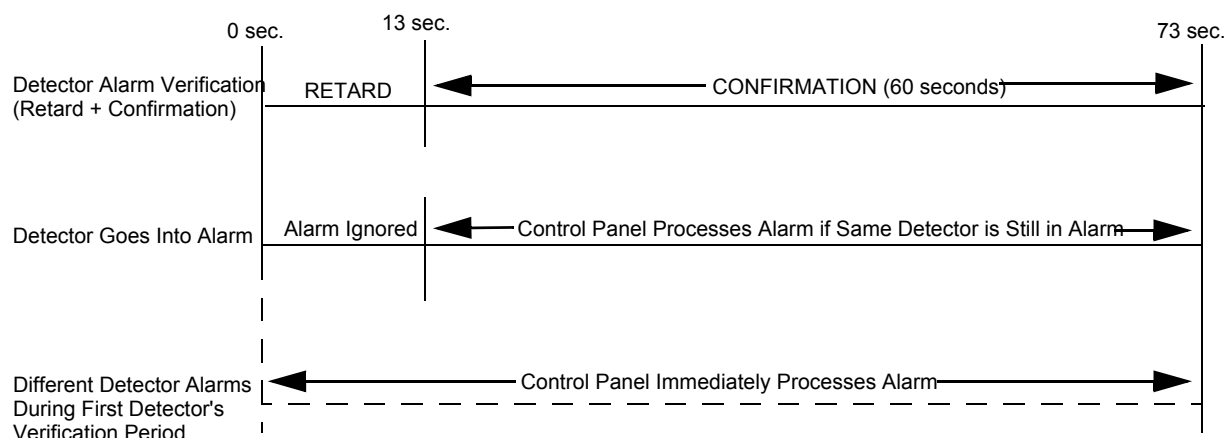 0 sec.
13 sec.
73 sec.
Detector Alarm Verification
(Retard + Confirmation)
RETARD
CONFIRMATION (60 seconds)
Detector Goes Into Alarm
Alarm Ignored
Control Panel Processes Alarm if Same Detector is Still in Alarm
Different Detector Alarms
During First Detector's
Verification Period
Control Panel Immediately Processes Alarm